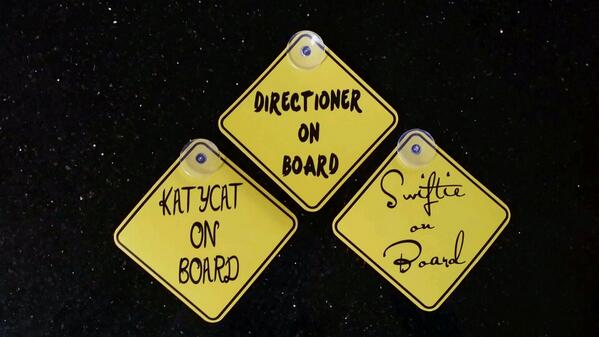 DIRECTIONER
ON
BOARD
KATYCAT
ON
BOARD
Swiftie
on
Board